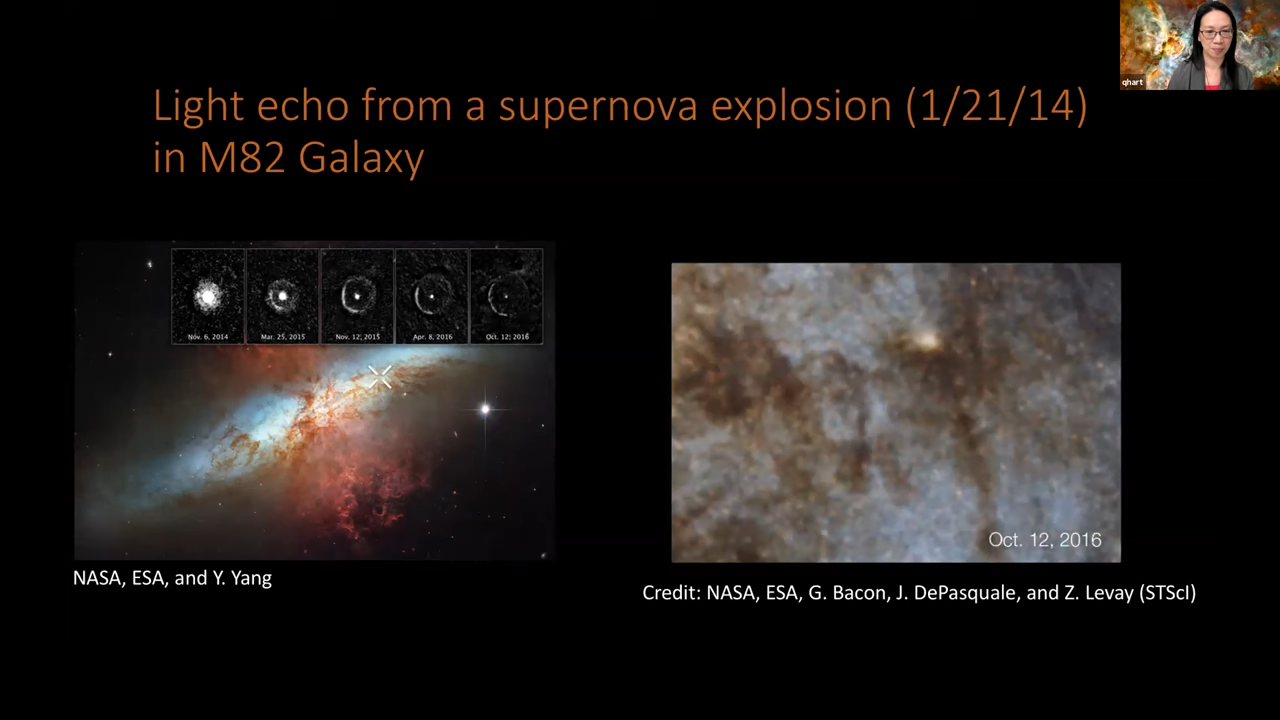 qhart
Light echo from a supernova explosion (1/21/14)
in M82 Galaxy
Nov. 6, 2014
Mar. 25, 2015
Nov. 12, 2015
Apr. 8, 2016
Oct. 12, 2016
Oct. 12, 2016
NASA, ESA, and Y. Yang
Credit: NASA, ESA, G. Bacon, J. DePasquale, and Z. Levay (STScI)